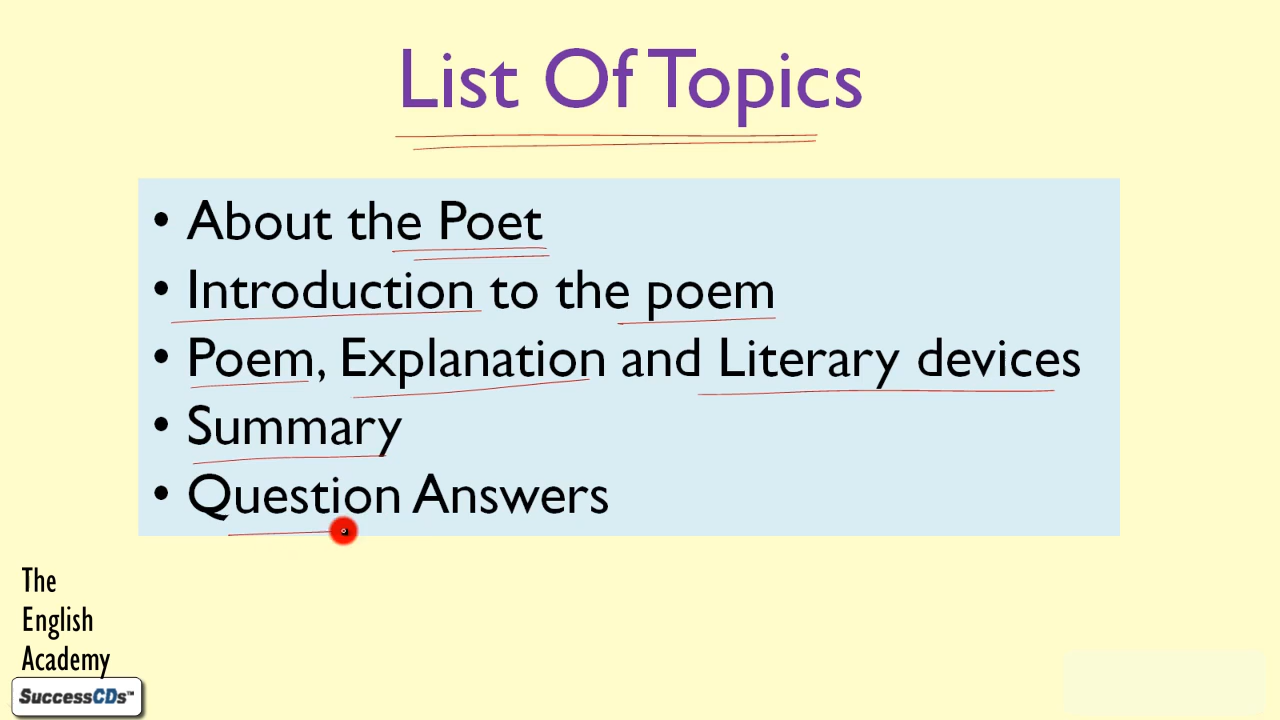 List Of Topics
• About the Poet
• Introduction to the poem
• Poem, Explanation and Literary devices
• Summary
• Question Answers
The
English
Academy
SuccessCDs™